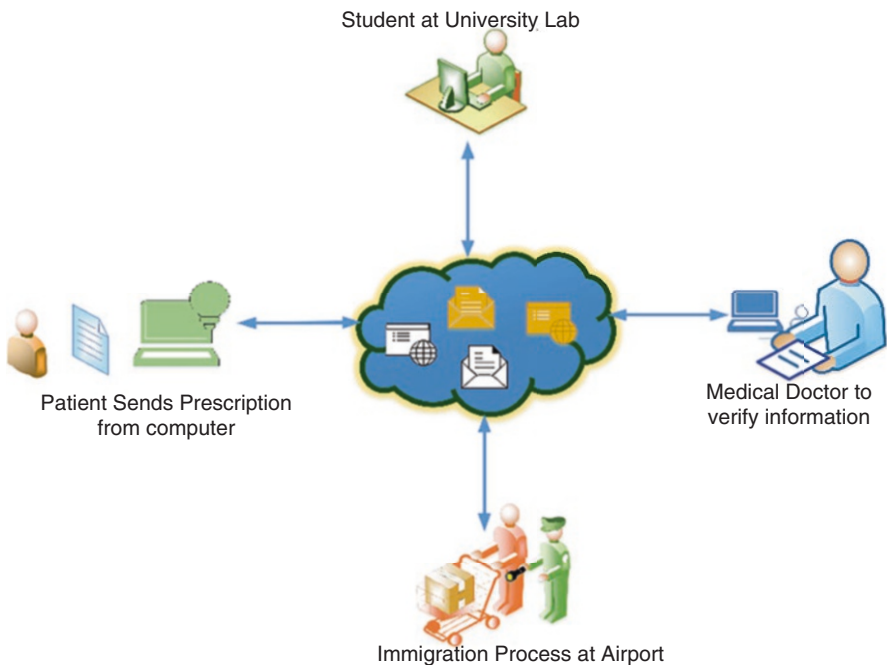 Student at University Lab
Patient Sends Prescription
from computer
Medical Doctor to
verify information
Immigration Process at Airport